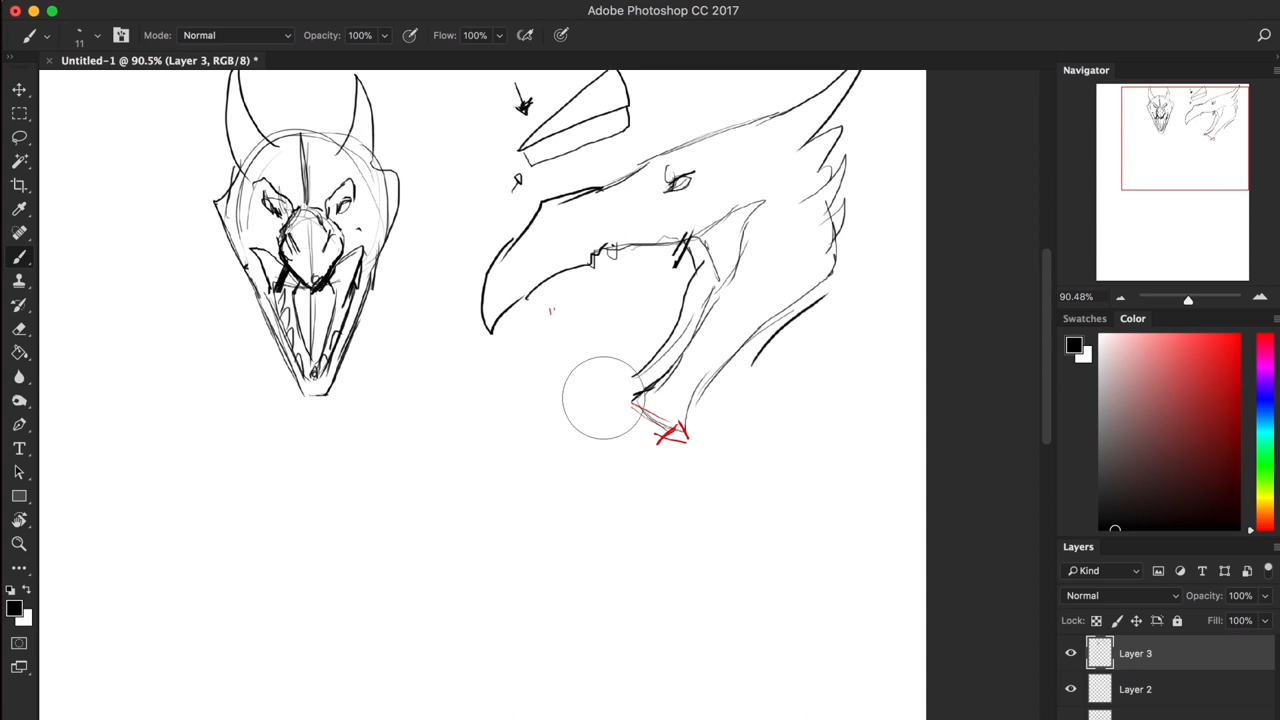 Adobe Photoshop CC 2017
11
Mode: Normal
Opacity: 100%
Flow: 100%
Untitled-1 @ 90.5% (Layer 3, RGB/8) *
Navigator
90.48%
Swatches
Color
Layers
Kind
Normal
Opacity: 100%
Lock:
Fill: 100%
Layer 3
Layer 2